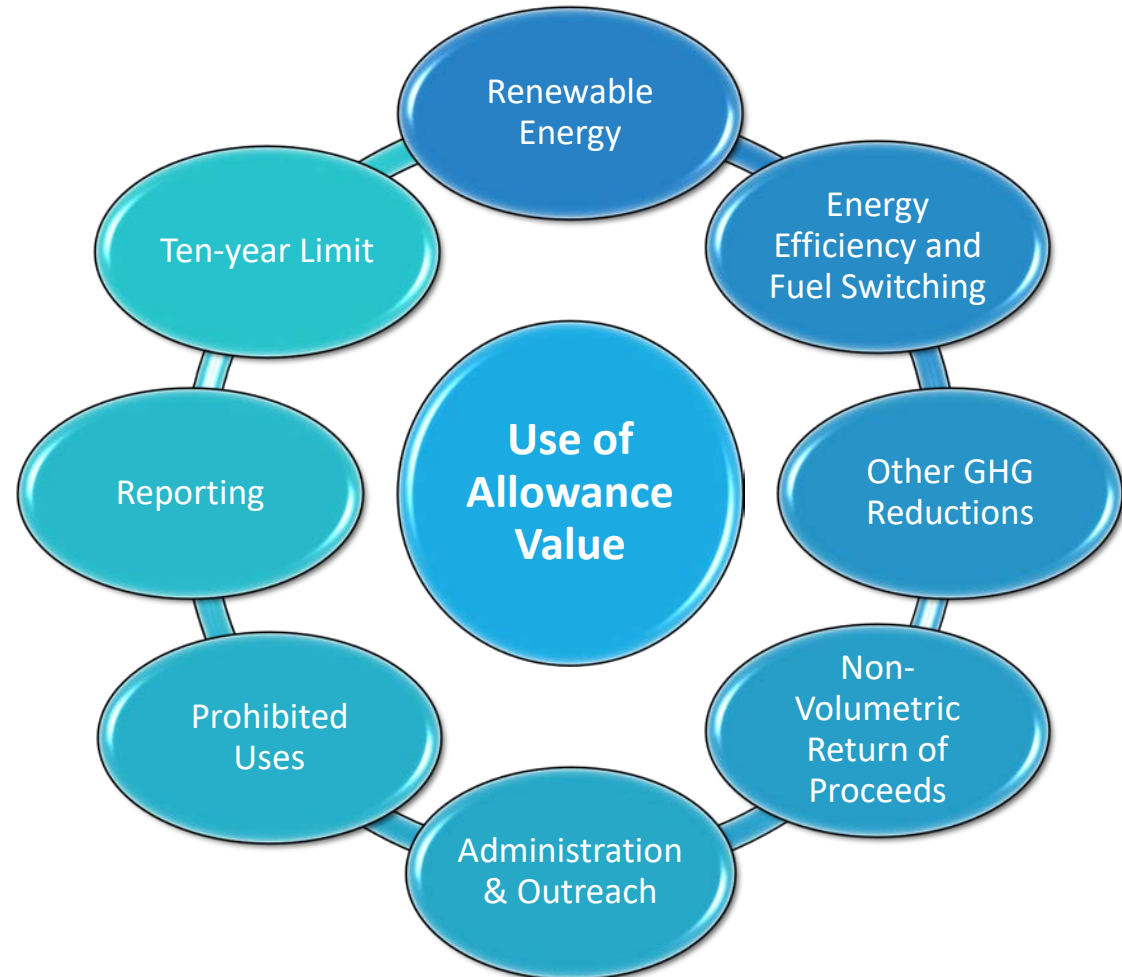 Renewable
Energy
Energy
Efficiency and
Fuel Switching
Other GHG
Reductions
Non-
Volumetric
Return of
Proceeds
Administration
& Outreach
Prohibited
Uses
Reporting
Ten-year Limit
Use of
Allowance
Value